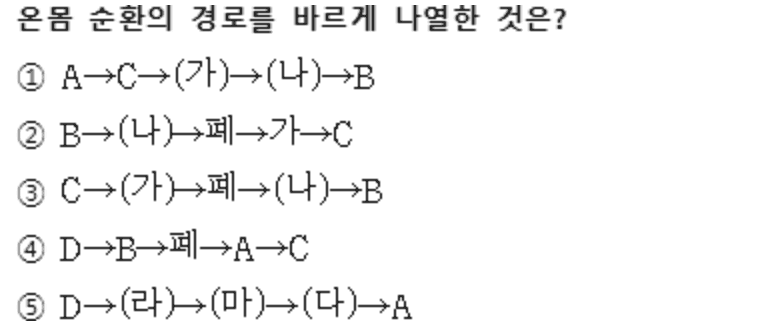 온몸 순환의 경로를 바르게 나열한 것은?
① A→C→(가)→(나)→B
② B→(나)→폐→가→C
③ C→(가)→폐→(나)→B
④ D→B→폐→A→C
⑤ D→(라)→(마)→(다)→A